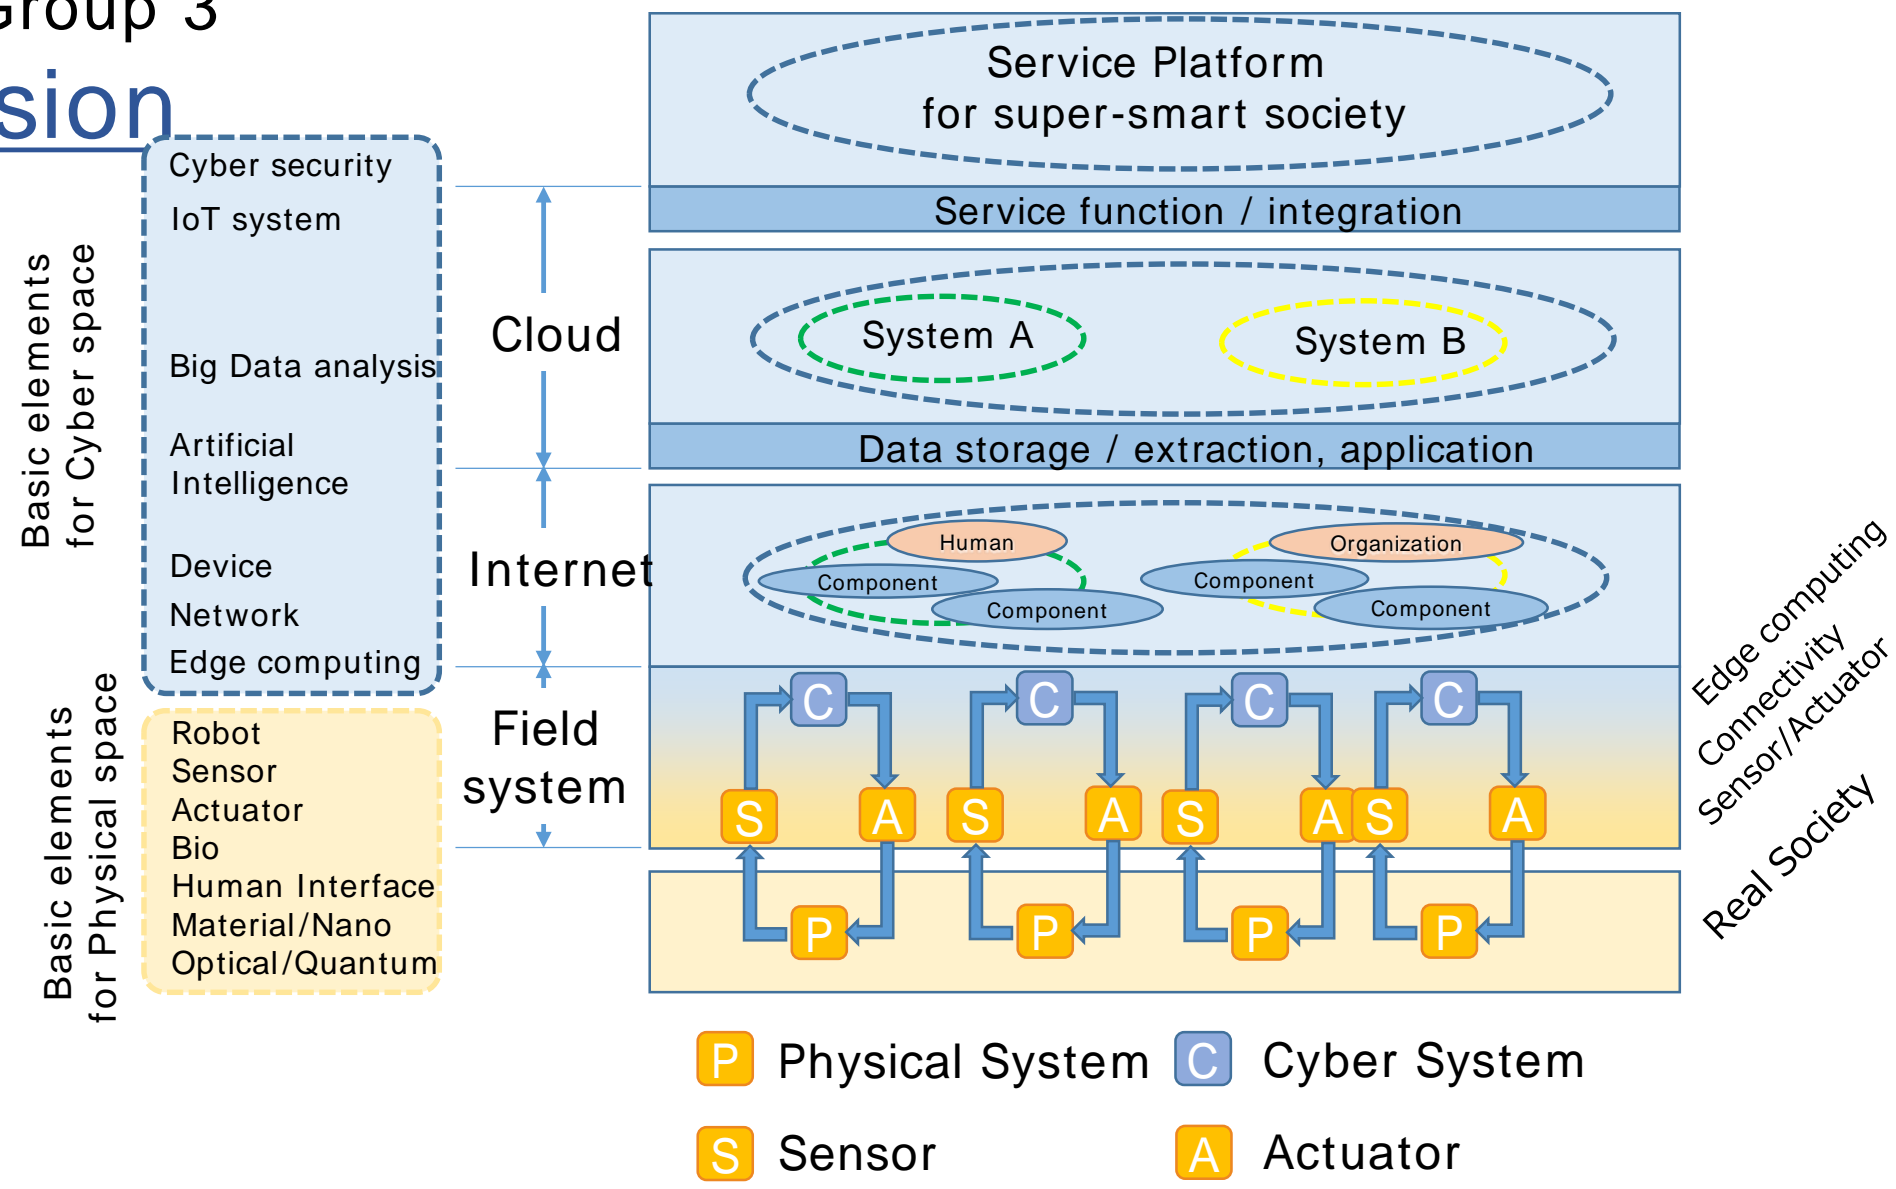 Group 3
sion
Basic elements
for Cyber space
Cyber security
IoT system
Big Data analysis
Artificial
Intelligence
Device
Network
Edge computing
Basic elements
for Physical space
Robot
Sensor
Actuator
Bio
Human Interface
Material/Nano
Optical/Quantum
Cloud
Internet
Field
system
Service Platform
for super-smart society
Service function / integration
System A
System B
Data storage / extraction, application
Human
Component
Component
Organization
Component
Component
C
C
C
C
S
A
S
A
S
A
S
A
P
P
P
P
Edge computing
Connectivity
Sensor/Actuator
Real Society
P Physical System
C Cyber System
S Sensor
A Actuator